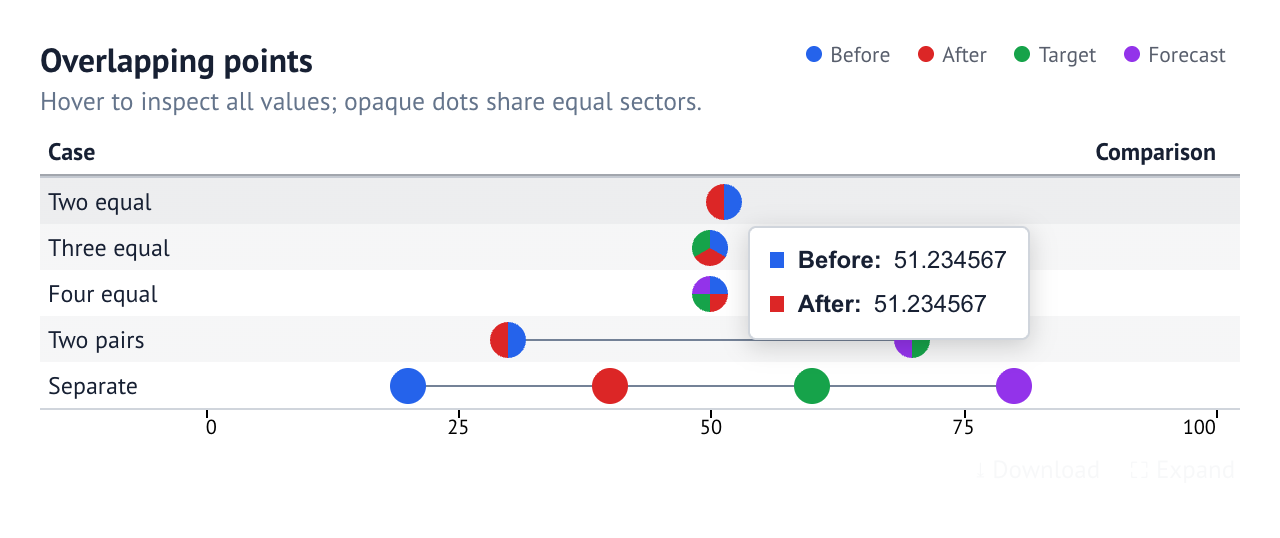 Overlapping points
Before After Target Forecast
Hover to inspect all values; opaque dots share equal sectors.
Case Comparison
Two equal
Three equal
Before: 51.234567
Four equal
After: 51.234567
Two pairs
Separate
0 25 50 75 100
↓ Download Expand